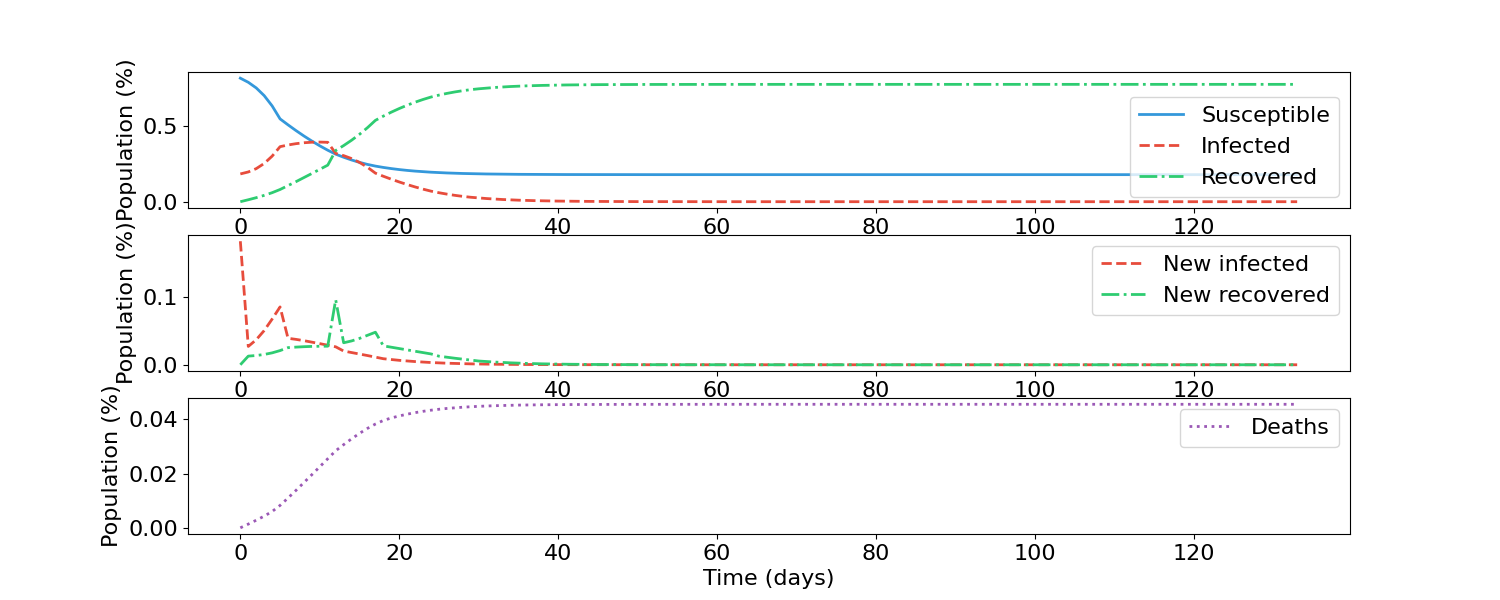 Population (%)
0.5
0.0
Susceptible
Infected
Recovered
0 20 40 60 80 100 120
Population (%)
0.1
0.0
New infected
New recovered
0 20 40 60 80 100 120
Population (%)
0.04
0.02
0.00
Deaths
0 20 40 60 80 100 120
Time (days)